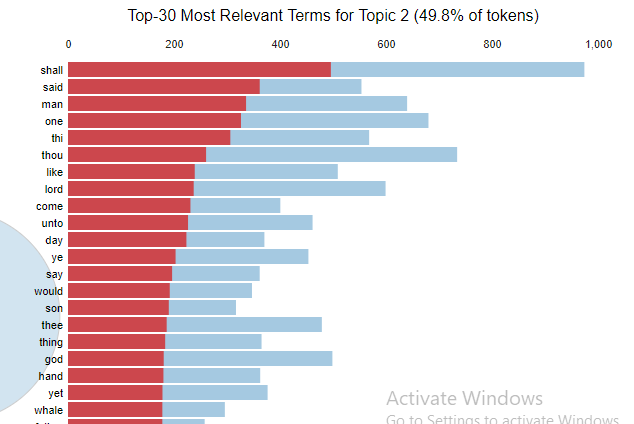 Top-30 Most Relevant Terms for Topic 2 (49.8% of tokens)
0 200 400 600 800 1,000
shall
said
man
one
thi
thou
like
lord
come
unto
day
ye
say
would
son
thee
thing
god
hand
yet
whale
Activate Windows
Go to Settings to activate Windows